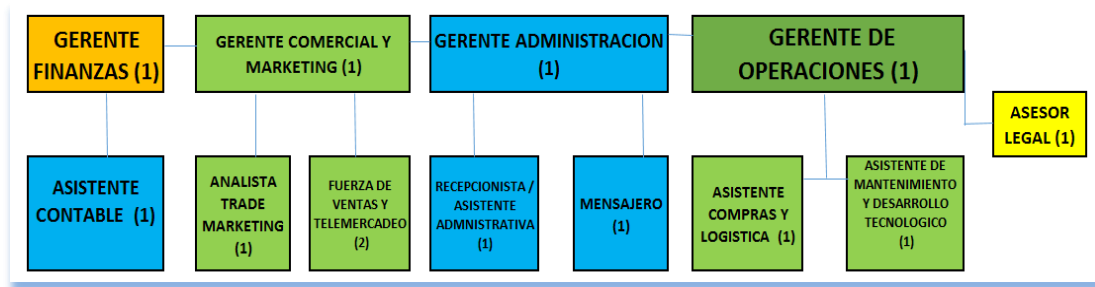 GERENTE
FINANZAS (1)
GERENTE COMERCIAL Y
MARKETING (1)
GERENTE ADMINISTRACION
(1)
GERENTE DE
OPERACIONES (1)
ASESOR
LEGAL (1)
ASISTENTE
CONTABLE (1)
ANALISTA
TRADE
MARKETING
(1)
FUERZA DE
VENTAS Y
TELEMERCADEO
(2)
RECEPCIONISTA /
ASISTENTE
ADMNISTRATIVA
(1)
MENSAJERO
(1)
ASISTENTE
COMPRAS Y
LOGISTICA (1)
ASISTENTE DE
MANTENIMIENTO
Y DESARROLLO
TECNOLOGICO
(1)